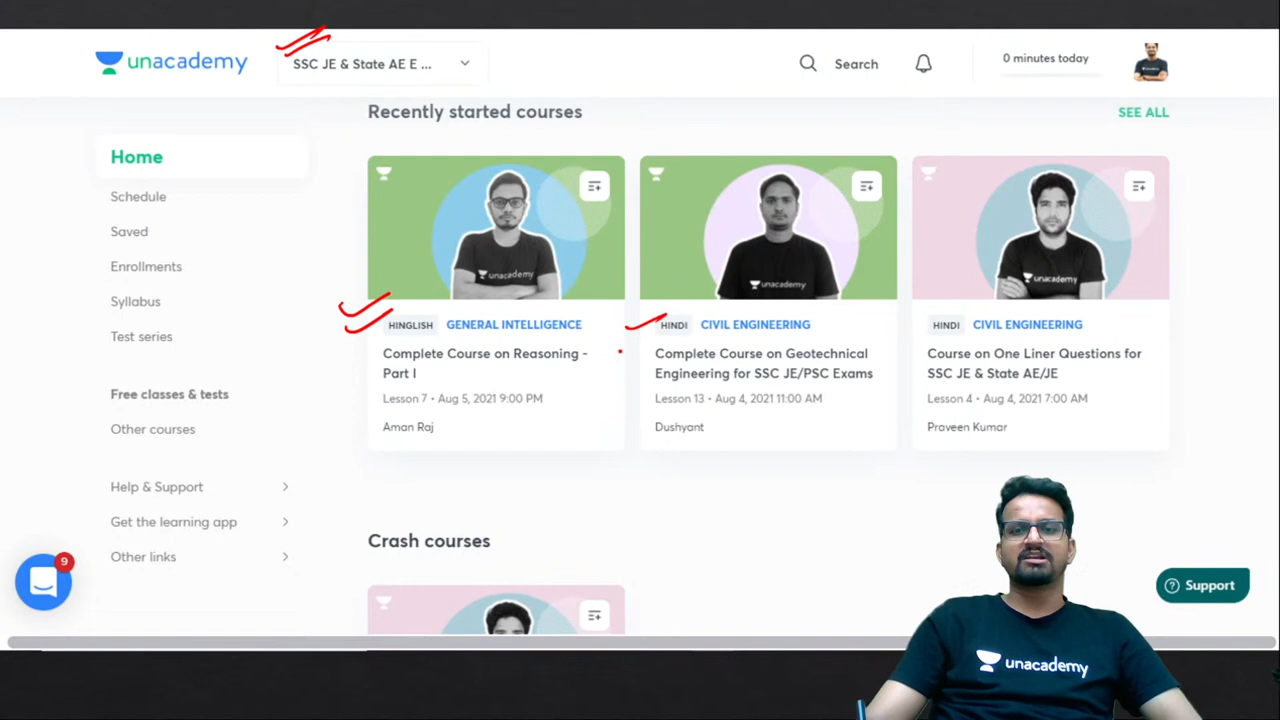 unacademy
SSC JE & State AE E ...
Search
0 minutes today
Recently started courses
SEE ALL
Home
Schedule
Saved
Enrollments
Syllabus
Test series
Free classes & tests
Other courses
Help & Support
Get the learning app
Other links
9
unacademy
HINGLISH GENERAL INTELLIGENCE
Complete Course on Reasoning -
Part I
Lesson 7 • Aug 5, 2021 9:00 PM
Aman Raj
unacademy
HINDI CIVIL ENGINEERING
Complete Course on Geotechnical
Engineering for SSC JE/PSC Exams
Lesson 13 • Aug 4, 2021 11:00 AM
Dushyant
unacademy
HINDI CIVIL ENGINEERING
Course on One Liner Questions for
SSC JE & State AE/JE
Lesson 4 • Aug 4, 2021 7:00 AM
Praveen Kumar
Crash courses
Support
unacademy